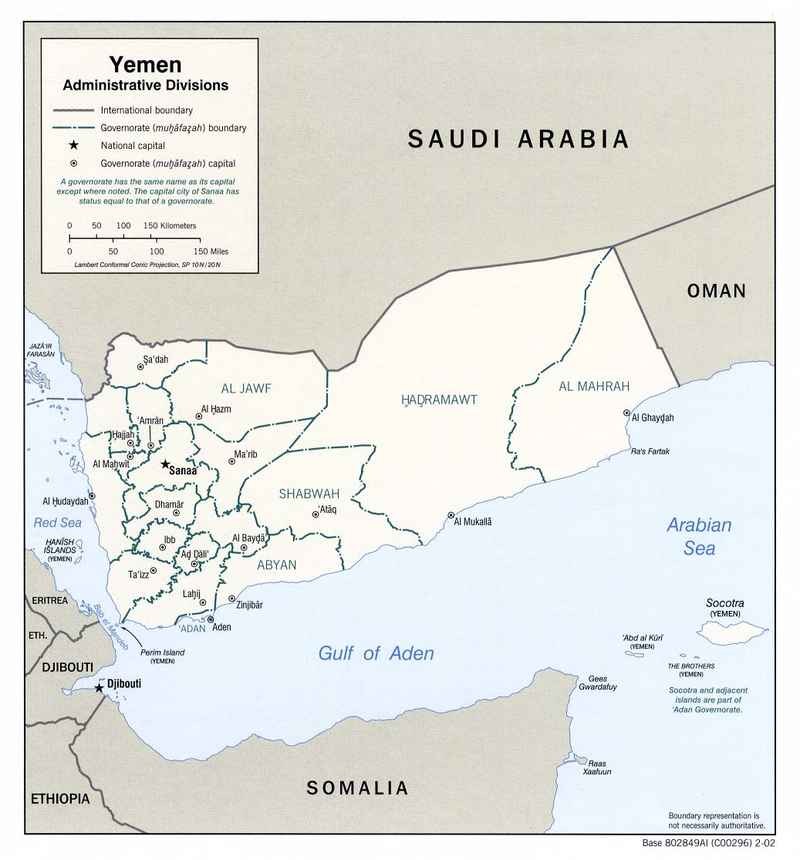 Yemen
Administrative Divisions
International boundary
Governorate (muḩāfaz̧ah) boundary
National capital
Governorate (muḩāfaz̧ah) capital
A governorate has the same name as its capital
except where noted. The capital city of Sanaa has
status equal to that of a governorate.
0 50 100 150 Kilometers
0 50 100 150 Miles
Lambert Conformal Conic Projection, SP 10N/20N
SAUDI ARABIA
OMAN
JAZĀ'IR
FARASĀN
Şa'dah
AL JAWF
ḨAḐRAMAWT
AL MAHRAH
Al Ḩazm
'Amrān
Al Ghayḑah
Ḩajjah
Ma'rib
Ra's Fartak
Al Maḩwīt
Sanaa
Al Ḩudaydah
SHABWAH
Dhamār
'Atāq
Al Mukallā
Red Sea
Arabian
Sea
HANĪSH
ISLANDS
(YEMEN)
Ibb
Al Bayḑā'
Aḑ Ḑāli'
ABYAN
Ta'izz
ERITREA
Laḩij
Zinjibār
Socotra
(YEMEN)
Bab el Mandeb
'ADAN
Aden
ETH.
'Abd al Kūrī
(YEMEN)
Perim Island
(YEMEN)
Gulf of Aden
DJIBOUTI
THE BROTHERS
(YEMEN)
Djibouti
Gees
Gwardafuy
Socotra and adjacent
islands are part of
'Adan Governorate.
Raas
Xaafuun
SOMALIA
ETHIOPIA
Boundary representation is
not necessarily authoritative.
Base 802849AI (C00296) 2-02